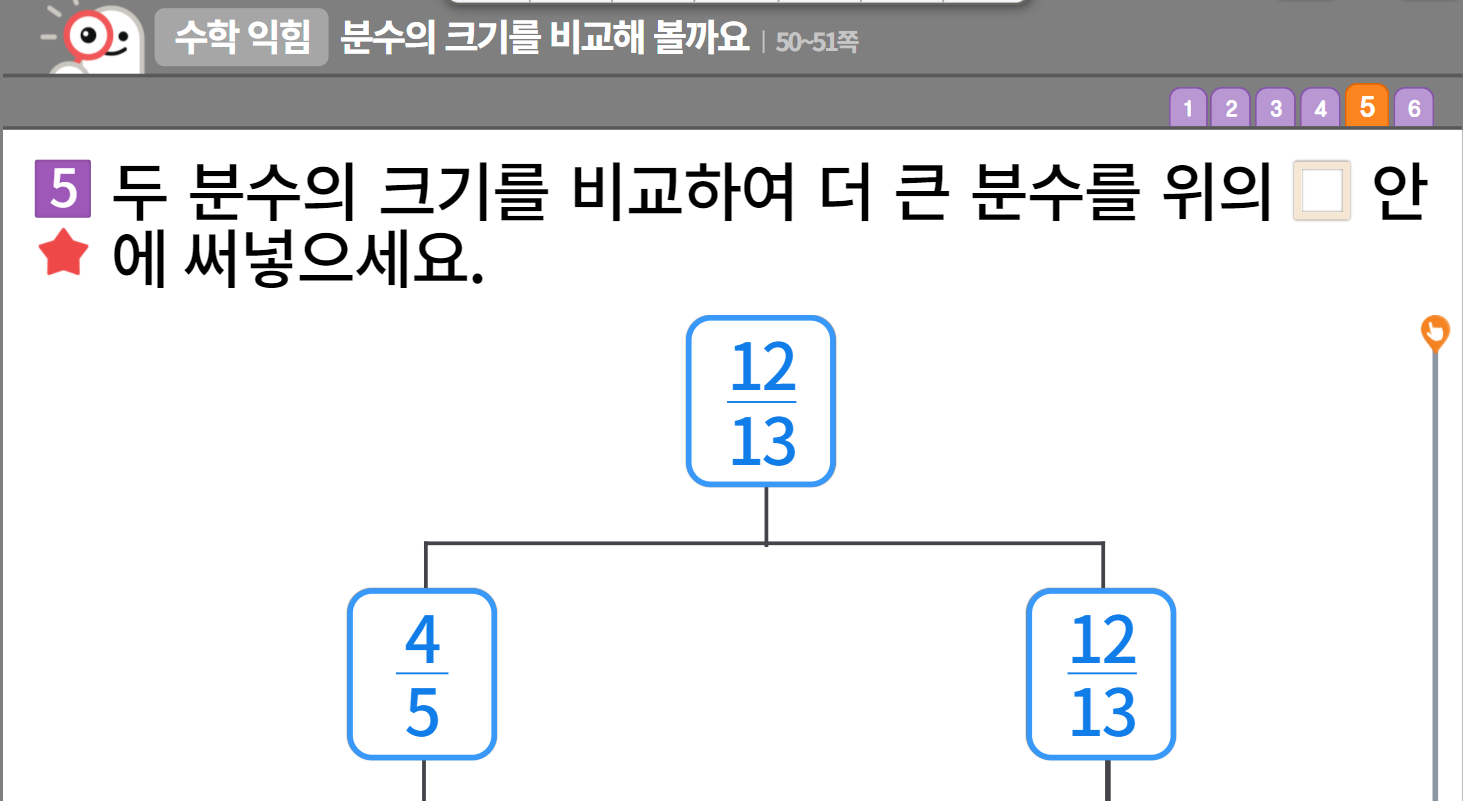 수학 익힘 분수의 크기를 비교해 볼까요 | 50~51쪽
1 2 3 4 5 6
5 두 분수의 크기를 비교하여 더 큰 분수를 위의 □ 안
에 써넣으세요.
12
13
4 12
5 13